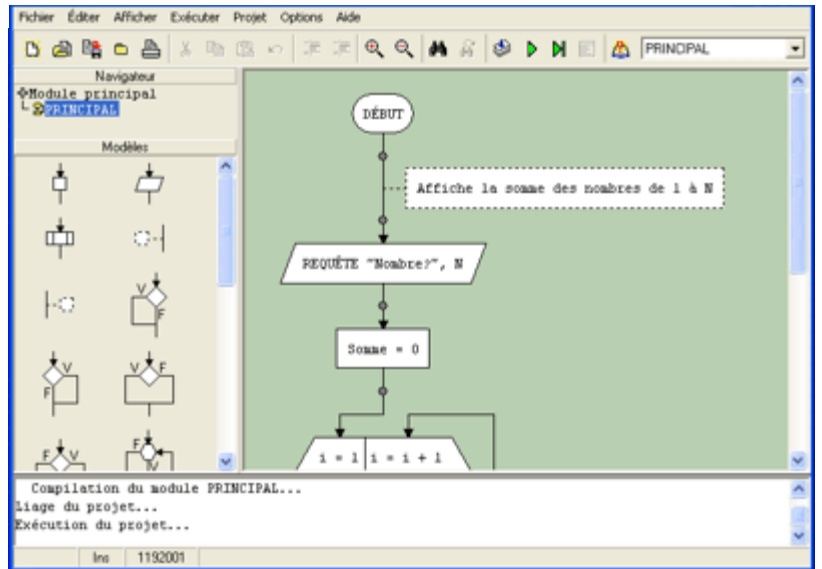 Fichier Éditer Afficher Exécuter Projet Options Aide
PRINCIPAL
Navigateur
Module principal
PRINCIPAL
Modèles
V
F
V
F
V F
F V
F
V
DÉBUT
Affiche la somme des nombres de 1 à N
REQUÊTE "Nombre?", N
Somme = 0
i = 1 i = i + 1
Compilation du module PRINCIPAL...
Liage du projet...
Exécution du projet...
Ins 1192001